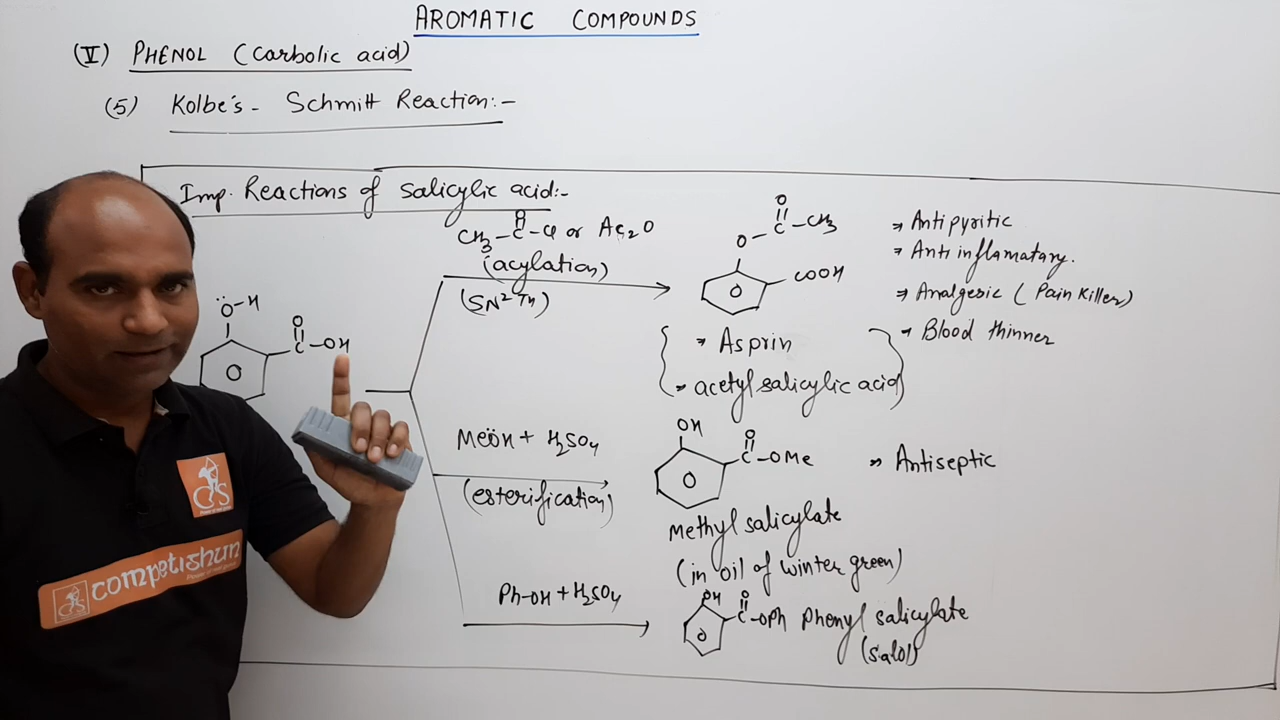 AROMATIC COMPOUNDS
(V) PHENOL (Carbolic acid)
(5) Kolbe's - Schmitt Reaction:-
Imp. Reactions of Salicylic acid:-
CH3-C-Cl or Ac2O
O
(acylation)
(SN2 Th)
O
O-C-CH3
COOH
→ Antipyritic
→ Anti inflamatary.
→ Analgesic (Pain Killer)
→ Blood thinner
→ Asprin
→ acetyl salicylic acid
Ö-H
O
C-OH
MeÖH + H2SO4
(esterification)
OH
O
C-OMe
→ Antiseptic
Methyl salicylate
(in oil of winter green)
Ph-OH + H2SO4
OH
O
C-OPh Phenyl salicylate
(Salol)
CIS
competishun